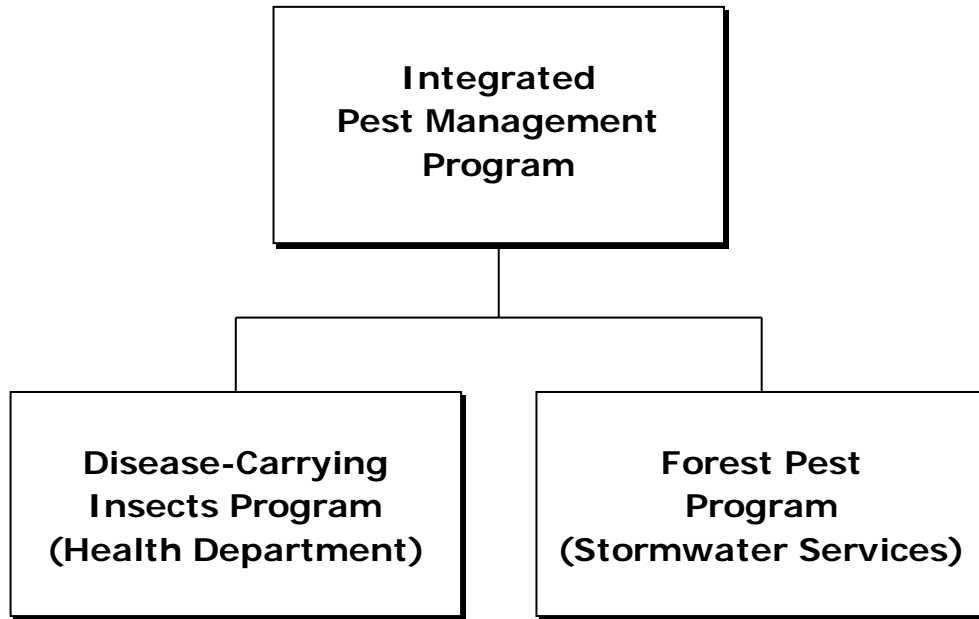 Integrated
Pest Management
Program
Disease-Carrying
Insects Program
(Health Department)
Forest Pest
Program
(Stormwater Services)